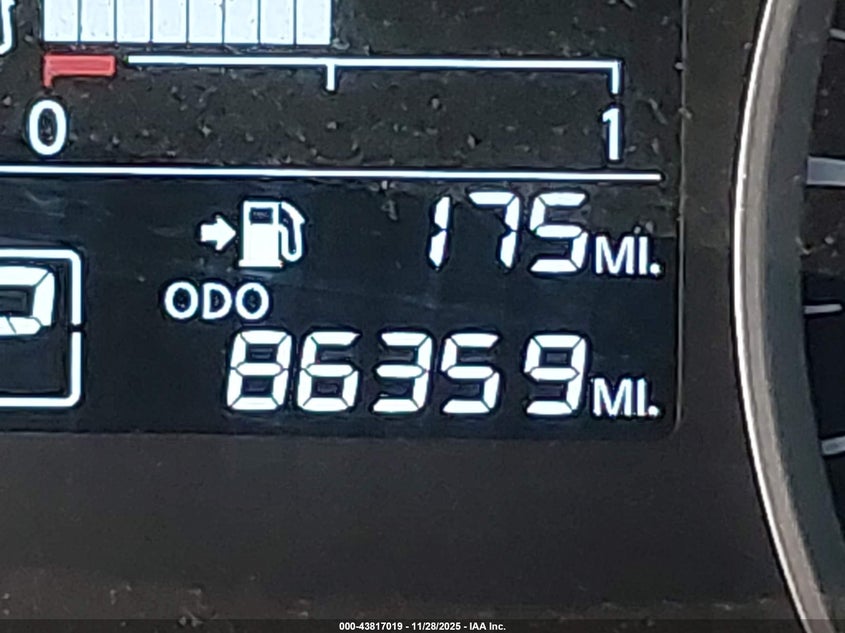 0 1
175 MI.
ODO
86359 MI.
000-43817019 - 11/28/2025 - IAA Inc.